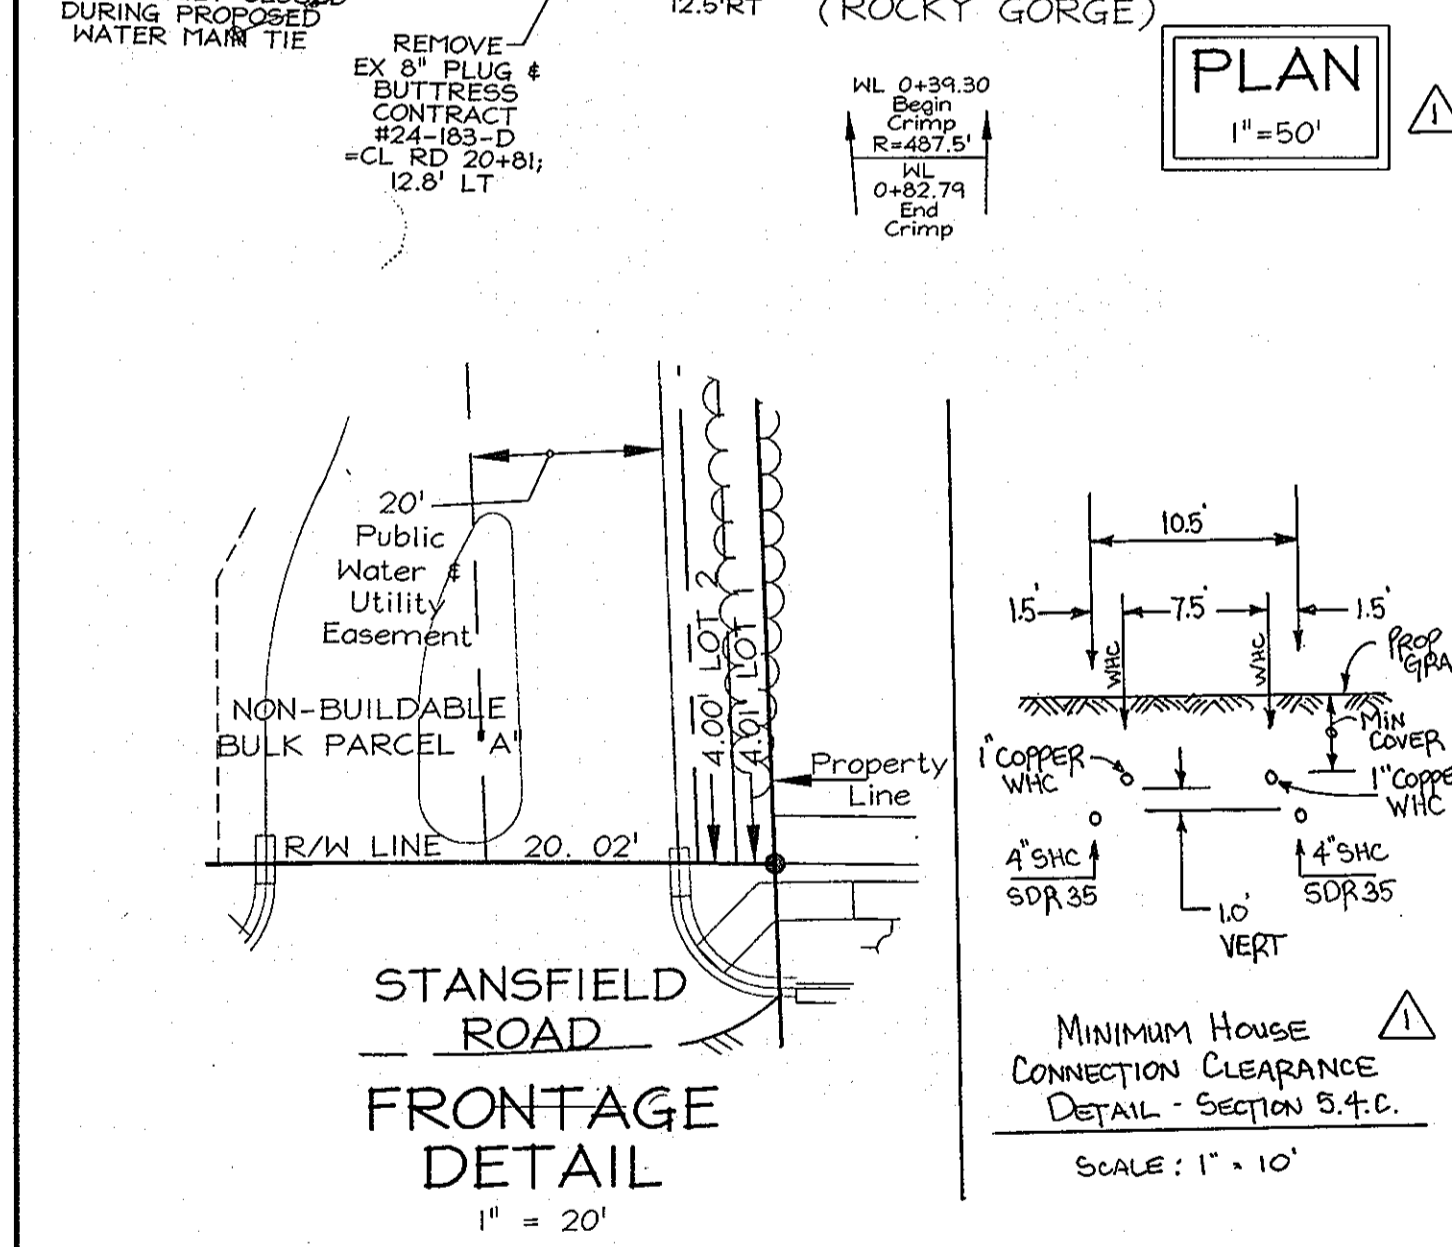 DURING PROPOSED
WATER MAIN TIE
REMOVE
EX 8" PLUG &
BUTTRESS
CONTRACT
#24-183-D
=CL RD 20+81;
12.8' LT
12.5'RT
(ROCKY GORGE)
WL 0+39.30
Begin
Crimp
R=487.5'
WL
0+82.79
End
Crimp
PLAN
1"=50'
1
20'
Public
Water &
Utility
Easement
NON-BUILDABLE
BULK PARCEL 'A'
4.00' LOT 2
4.01' LOT 1
Property
Line
R/W LINE
20.02'
STANSFIELD
ROAD
FRONTAGE
DETAIL
1" = 20'
10.5'
1.5'
7.5'
1.5'
WHC
WHC
PROP
MIN
COVER
1" COPPER
WHC
1" COPPE
WHC
4" SHC
SDR 35
4" SHC
SDR 35
1.0'
VERT
MINIMUM HOUSE
CONNECTION CLEARANCE
DETAIL - SECTION 5.4.C.
1
SCALE: 1" = 10'